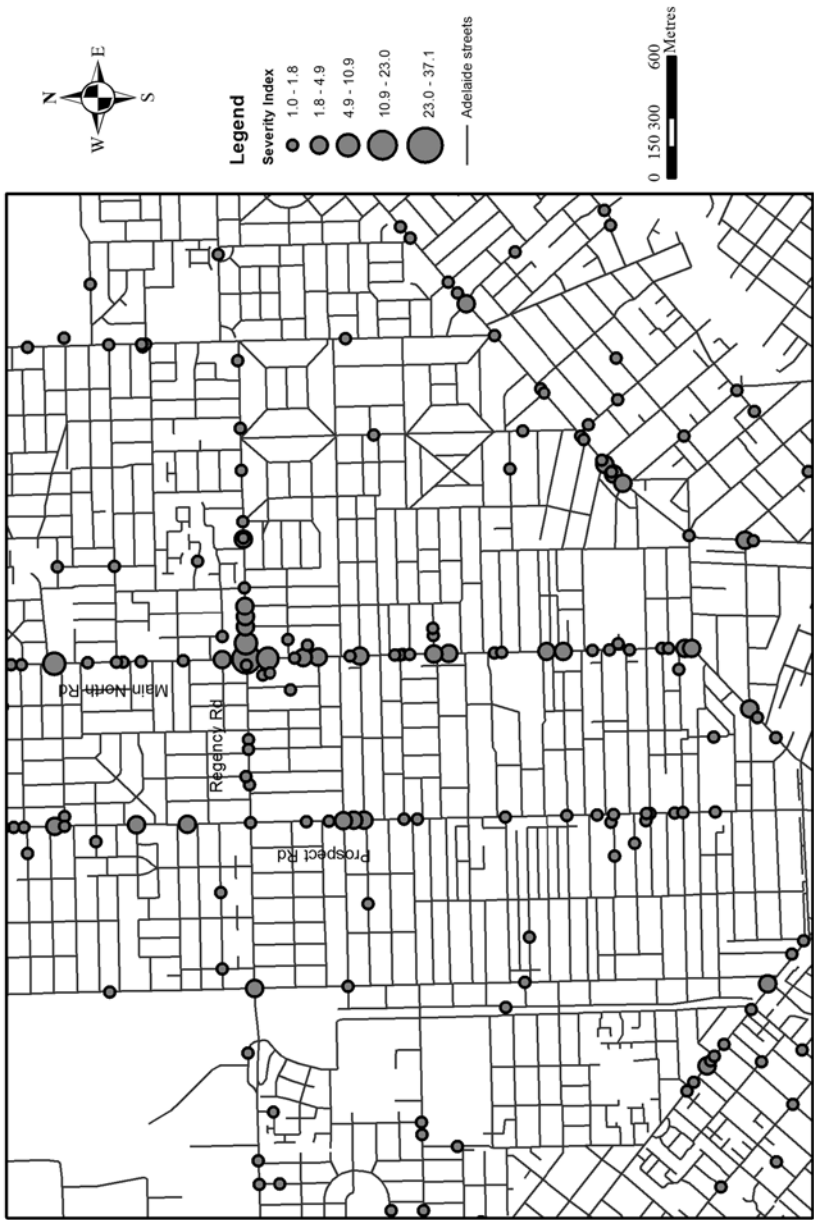 N
W E
S
Legend
Severity Index
1.0 - 1.8
1.8 - 4.9
4.9 - 10.9
10.9 - 23.0
23.0 - 37.1
Adelaide streets
0 150 300 600
Metres
Main North Rd
Regency Rd
Prospect Rd